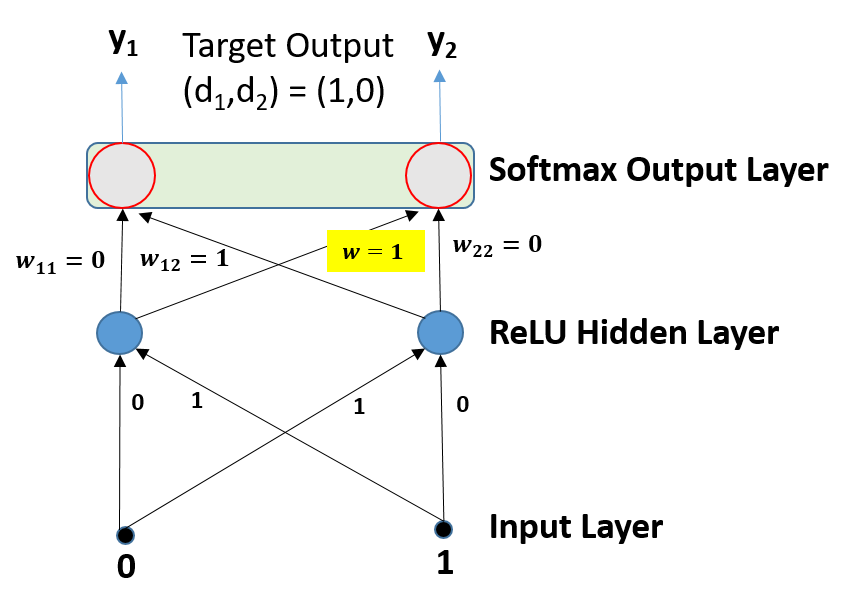 y₁ Target Output y₂
(d₁,d₂) = (1,0)
Softmax Output Layer
w₁₁ = 0 w₁₂ = 1 w = 1 w₂₂ = 0
ReLU Hidden Layer
0 1 1 0
Input Layer
0 1